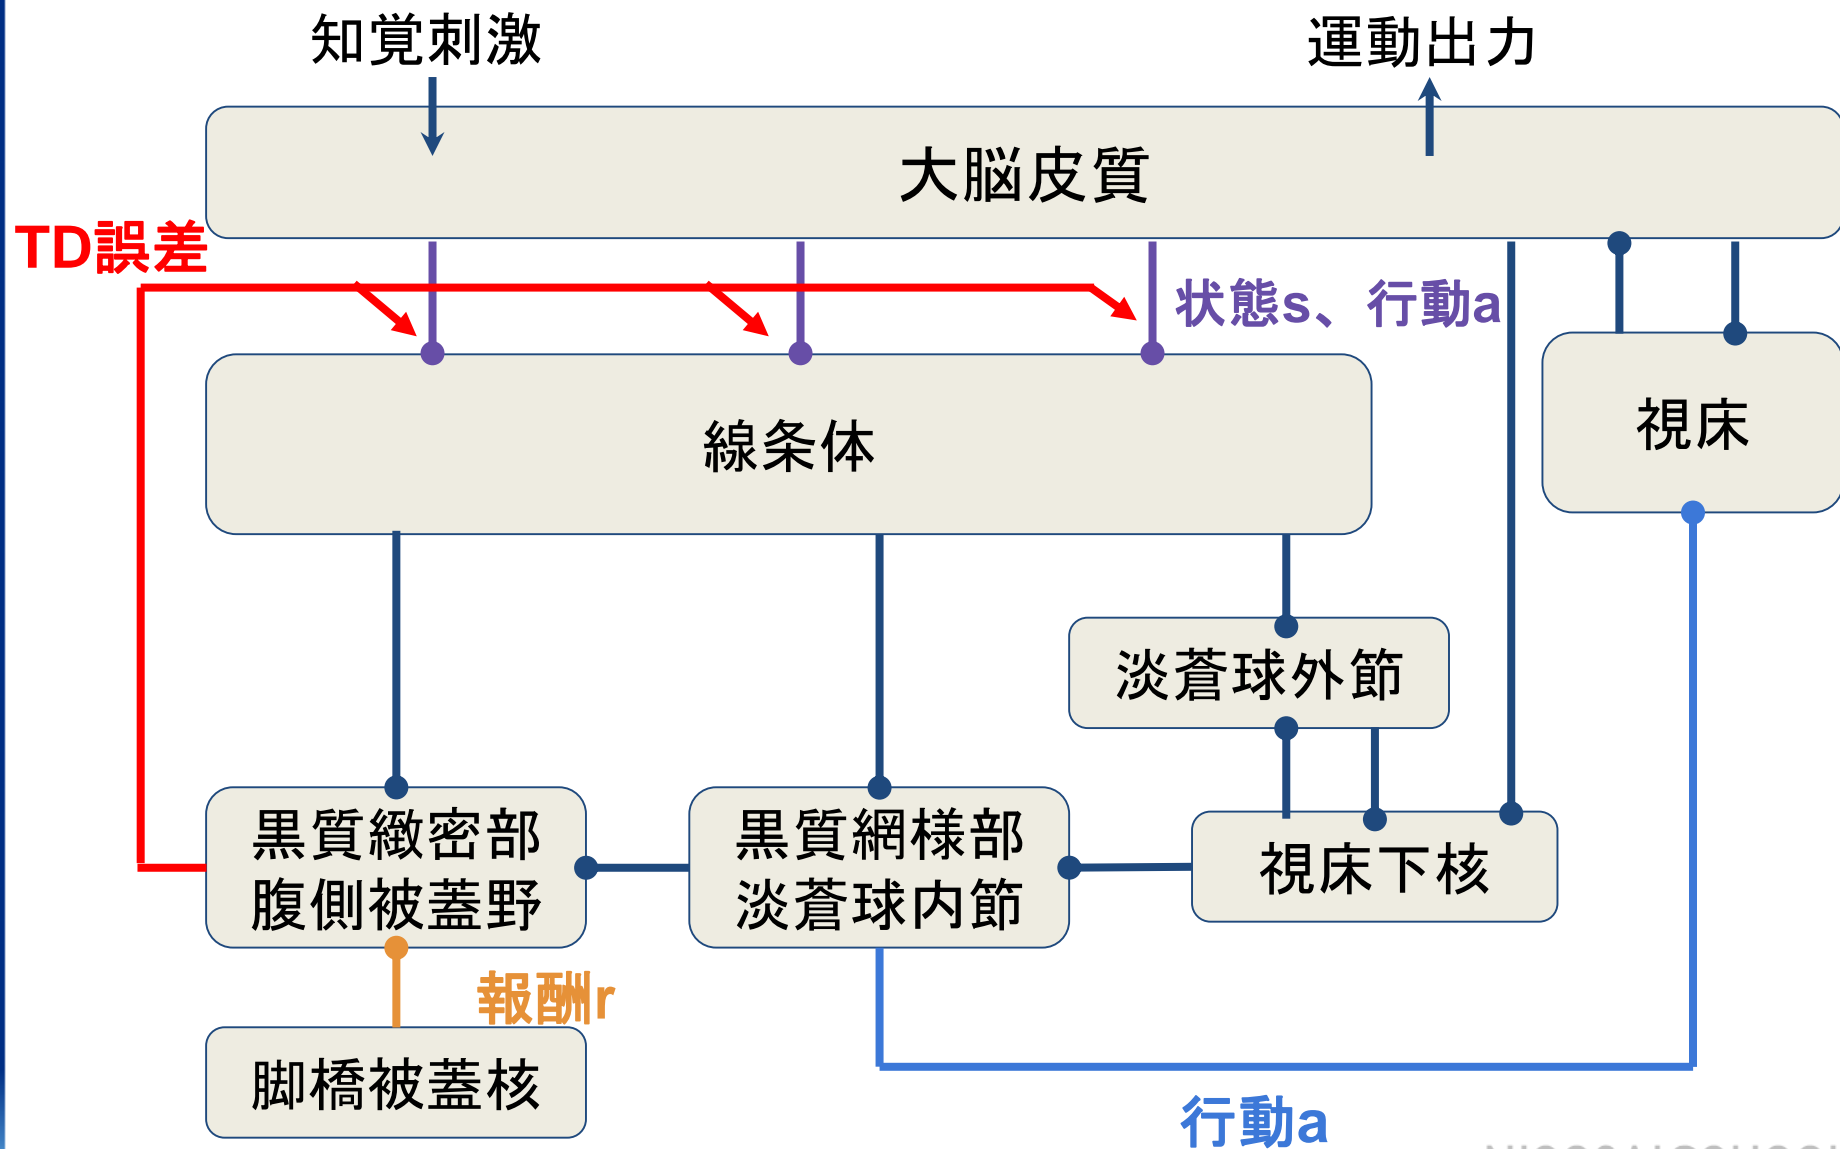 知覚刺激
運動出力
大脳皮質
TD誤差
状態s、行動a
線条体
視床
淡蒼球外節
黒質緻密部
腹側被蓋野
黒質網様部
淡蒼球内節
視床下核
報酬r
脚橋被蓋核
行動a